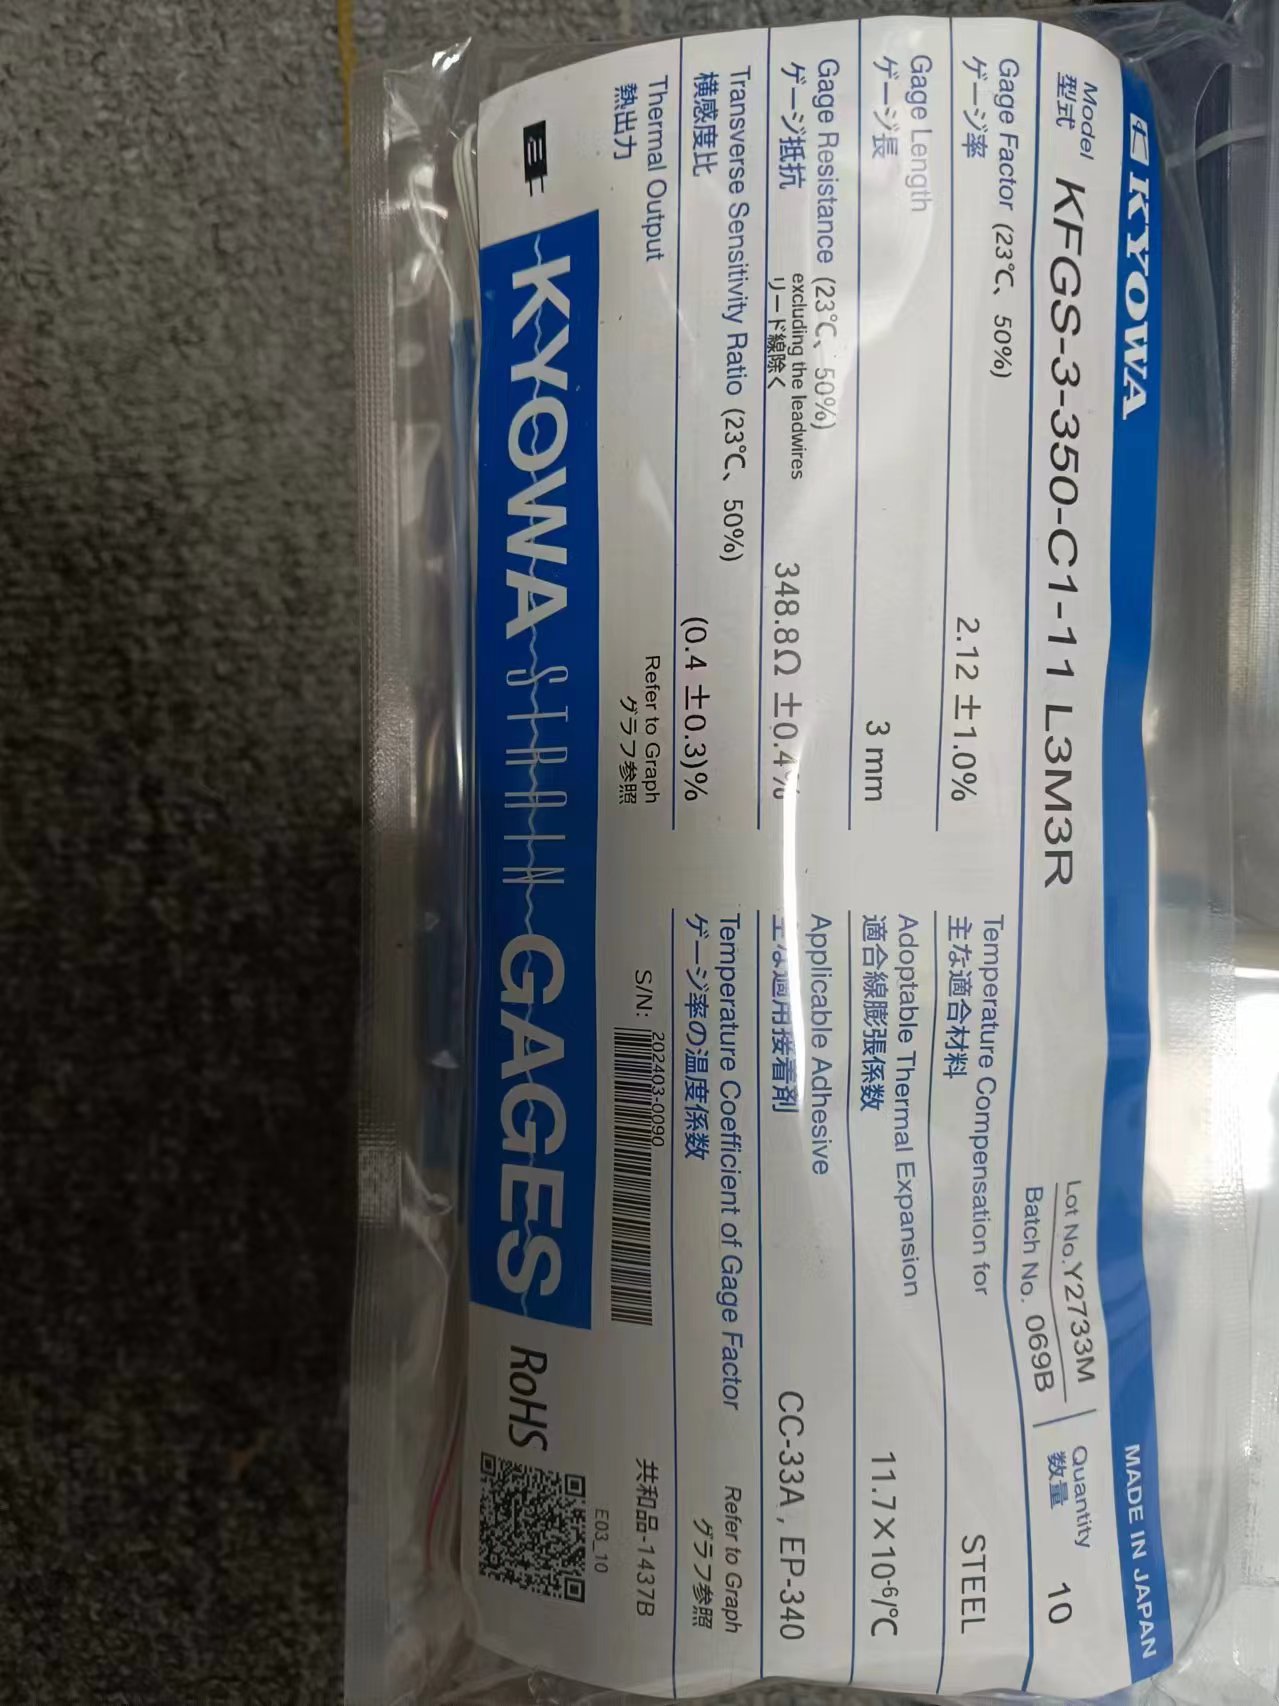 KYOWA
MADE IN JAPAN
Model
型式 KFGS-3-350-C1-11 L3M3R
Lot No.Y2733M
Batch No. 069B
Quantity
数量 10
Gage Factor (23℃、50%)
ゲージ率 2.12 ±1.0%
Gage Length
ゲージ長 3 mm
Gage Resistance (23℃、50%)
ゲージ抵抗 excluding the leadwires
リード線除く
348.8Ω ±0.4%
Transverse Sensitivity Ratio (23℃、50%)
横感度比 (0.4 ±0.3)%
Thermal Output
熱出力
Refer to Graph
グラフ参照
Temperature Compensation for
主な適合材料 STEEL
Adoptable Thermal Expansion
適合線膨張係数 11.7×10⁻⁶/℃
Applicable Adhesive
主な適用接着剤 CC-33A, EP-340
Temperature Coefficient of Gage Factor
ゲージ率の温度係数
Refer to Graph
グラフ参照
S/N: 202403-0090
共和品-1437B
E03_10
KYOWA STRAIN GAGES
RoHS